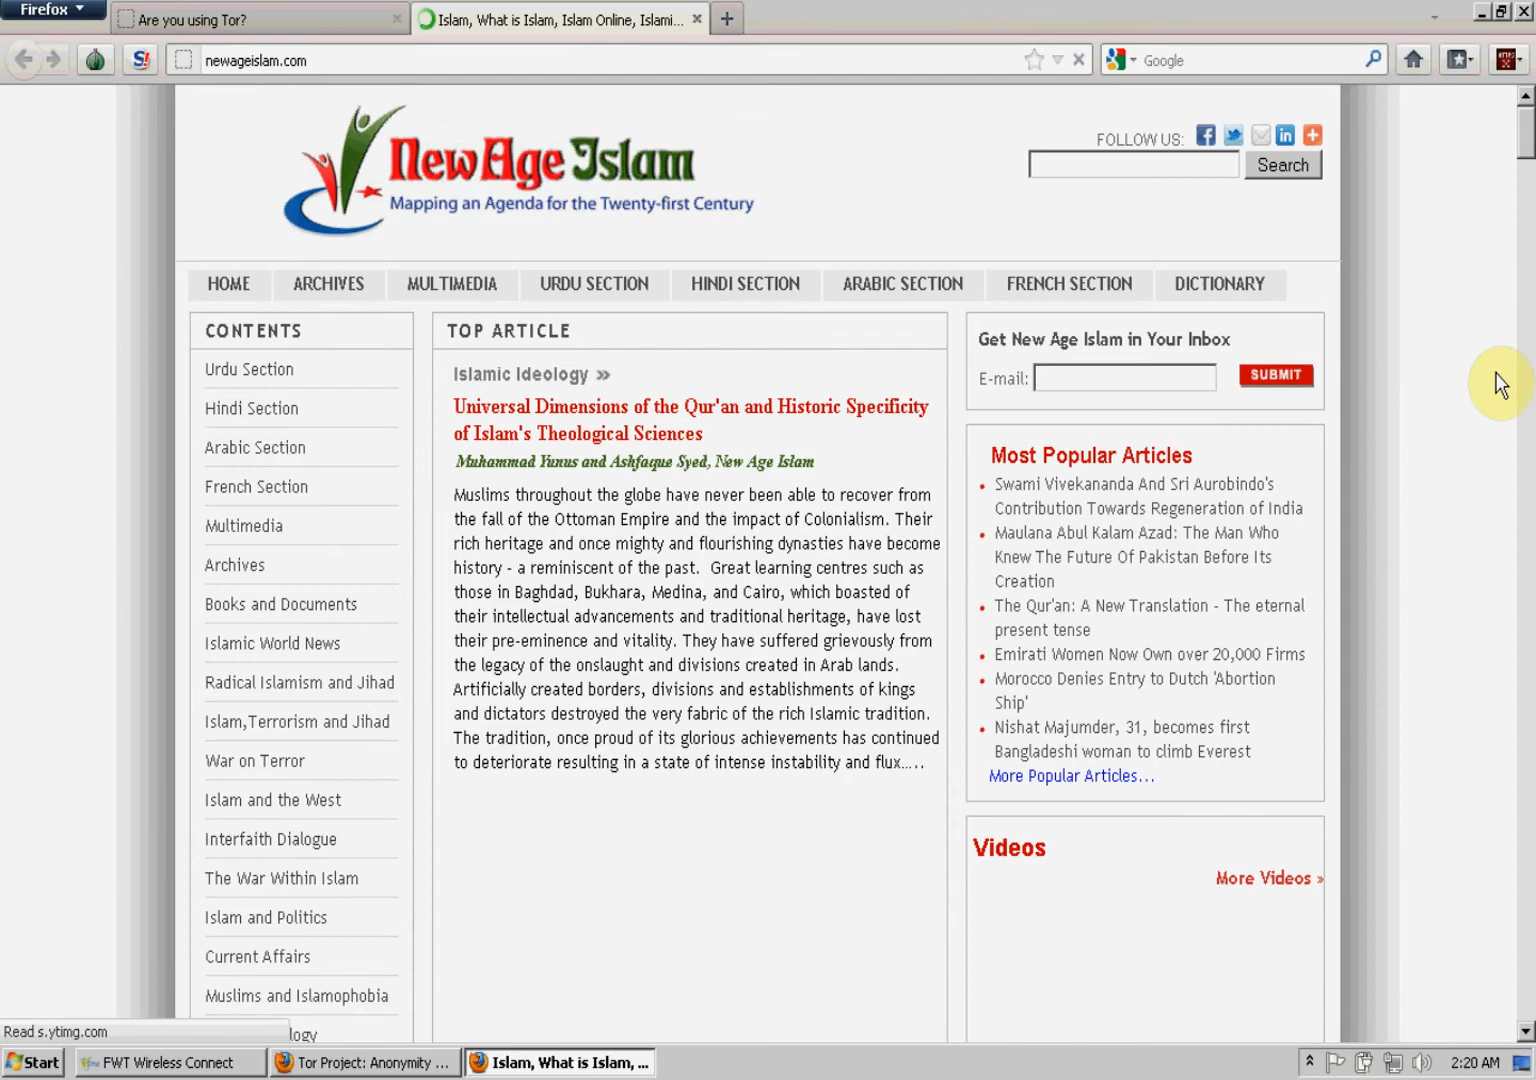 Firefox
Are you using Tor?
Islam, What is Islam, Islam Online, Islami...
newageislam.com
Google
New Age Islam
Mapping an Agenda for the Twenty-first Century
FOLLOW US:
Search
HOME
ARCHIVES
MULTIMEDIA
URDU SECTION
HINDI SECTION
ARABIC SECTION
FRENCH SECTION
DICTIONARY
CONTENTS
Urdu Section
Hindi Section
Arabic Section
French Section
Multimedia
Archives
Books and Documents
Islamic World News
Radical Islamism and Jihad
Islam,Terrorism and Jihad
War on Terror
Islam and the West
Interfaith Dialogue
The War Within Islam
Islam and Politics
Current Affairs
Muslims and Islamophobia
logy
TOP ARTICLE
Islamic Ideology »
Universal Dimensions of the Qur'an and Historic Specificity
of Islam's Theological Sciences
Muhammad Yunus and Ashfaque Syed, New Age Islam
Muslims throughout the globe have never been able to recover from
the fall of the Ottoman Empire and the impact of Colonialism. Their
rich heritage and once mighty and flourishing dynasties have become
history - a reminiscent of the past. Great learning centres such as
those in Baghdad, Bukhara, Medina, and Cairo, which boasted of
their intellectual advancements and traditional heritage, have lost
their pre-eminence and vitality. They have suffered grievously from
the legacy of the onslaught and divisions created in Arab lands.
Artificially created borders, divisions and establishments of kings
and dictators destroyed the very fabric of the rich Islamic tradition.
The tradition, once proud of its glorious achievements has continued
to deteriorate resulting in a state of intense instability and flux.....
Get New Age Islam in Your Inbox
E-mail:
SUBMIT
Most Popular Articles
Swami Vivekananda And Sri Aurobindo's
Contribution Towards Regeneration of India
Maulana Abul Kalam Azad: The Man Who
Knew The Future Of Pakistan Before Its
Creation
The Qur'an: A New Translation - The eternal
present tense
Emirati Women Now Own over 20,000 Firms
Morocco Denies Entry to Dutch 'Abortion
Ship'
Nishat Majumder, 31, becomes first
Bangladeshi woman to climb Everest
More Popular Articles...
Videos
More Videos »
Read s.ytimg.com
Start
FWT Wireless Connect
Tor Project: Anonymity ...
Islam, What is Islam, ...
2:20 AM